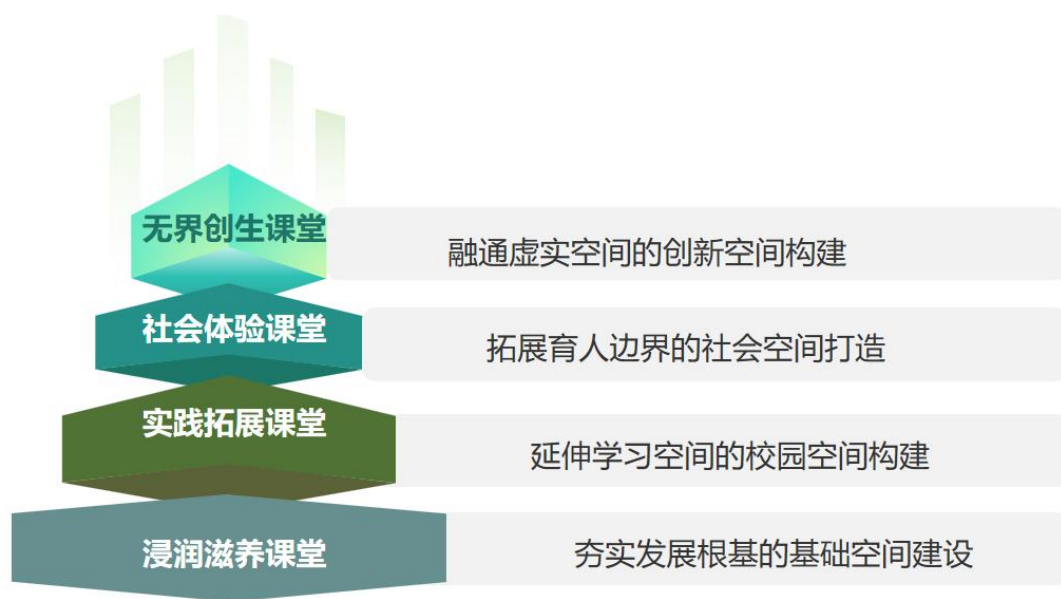 无界创生课堂
融通虚实空间的创新空间构建
社会体验课堂
拓展育人边界的社会空间打造
实践拓展课堂
延伸学习空间的校园空间构建
浸润滋养课堂
夯实发展根基的基础空间建设